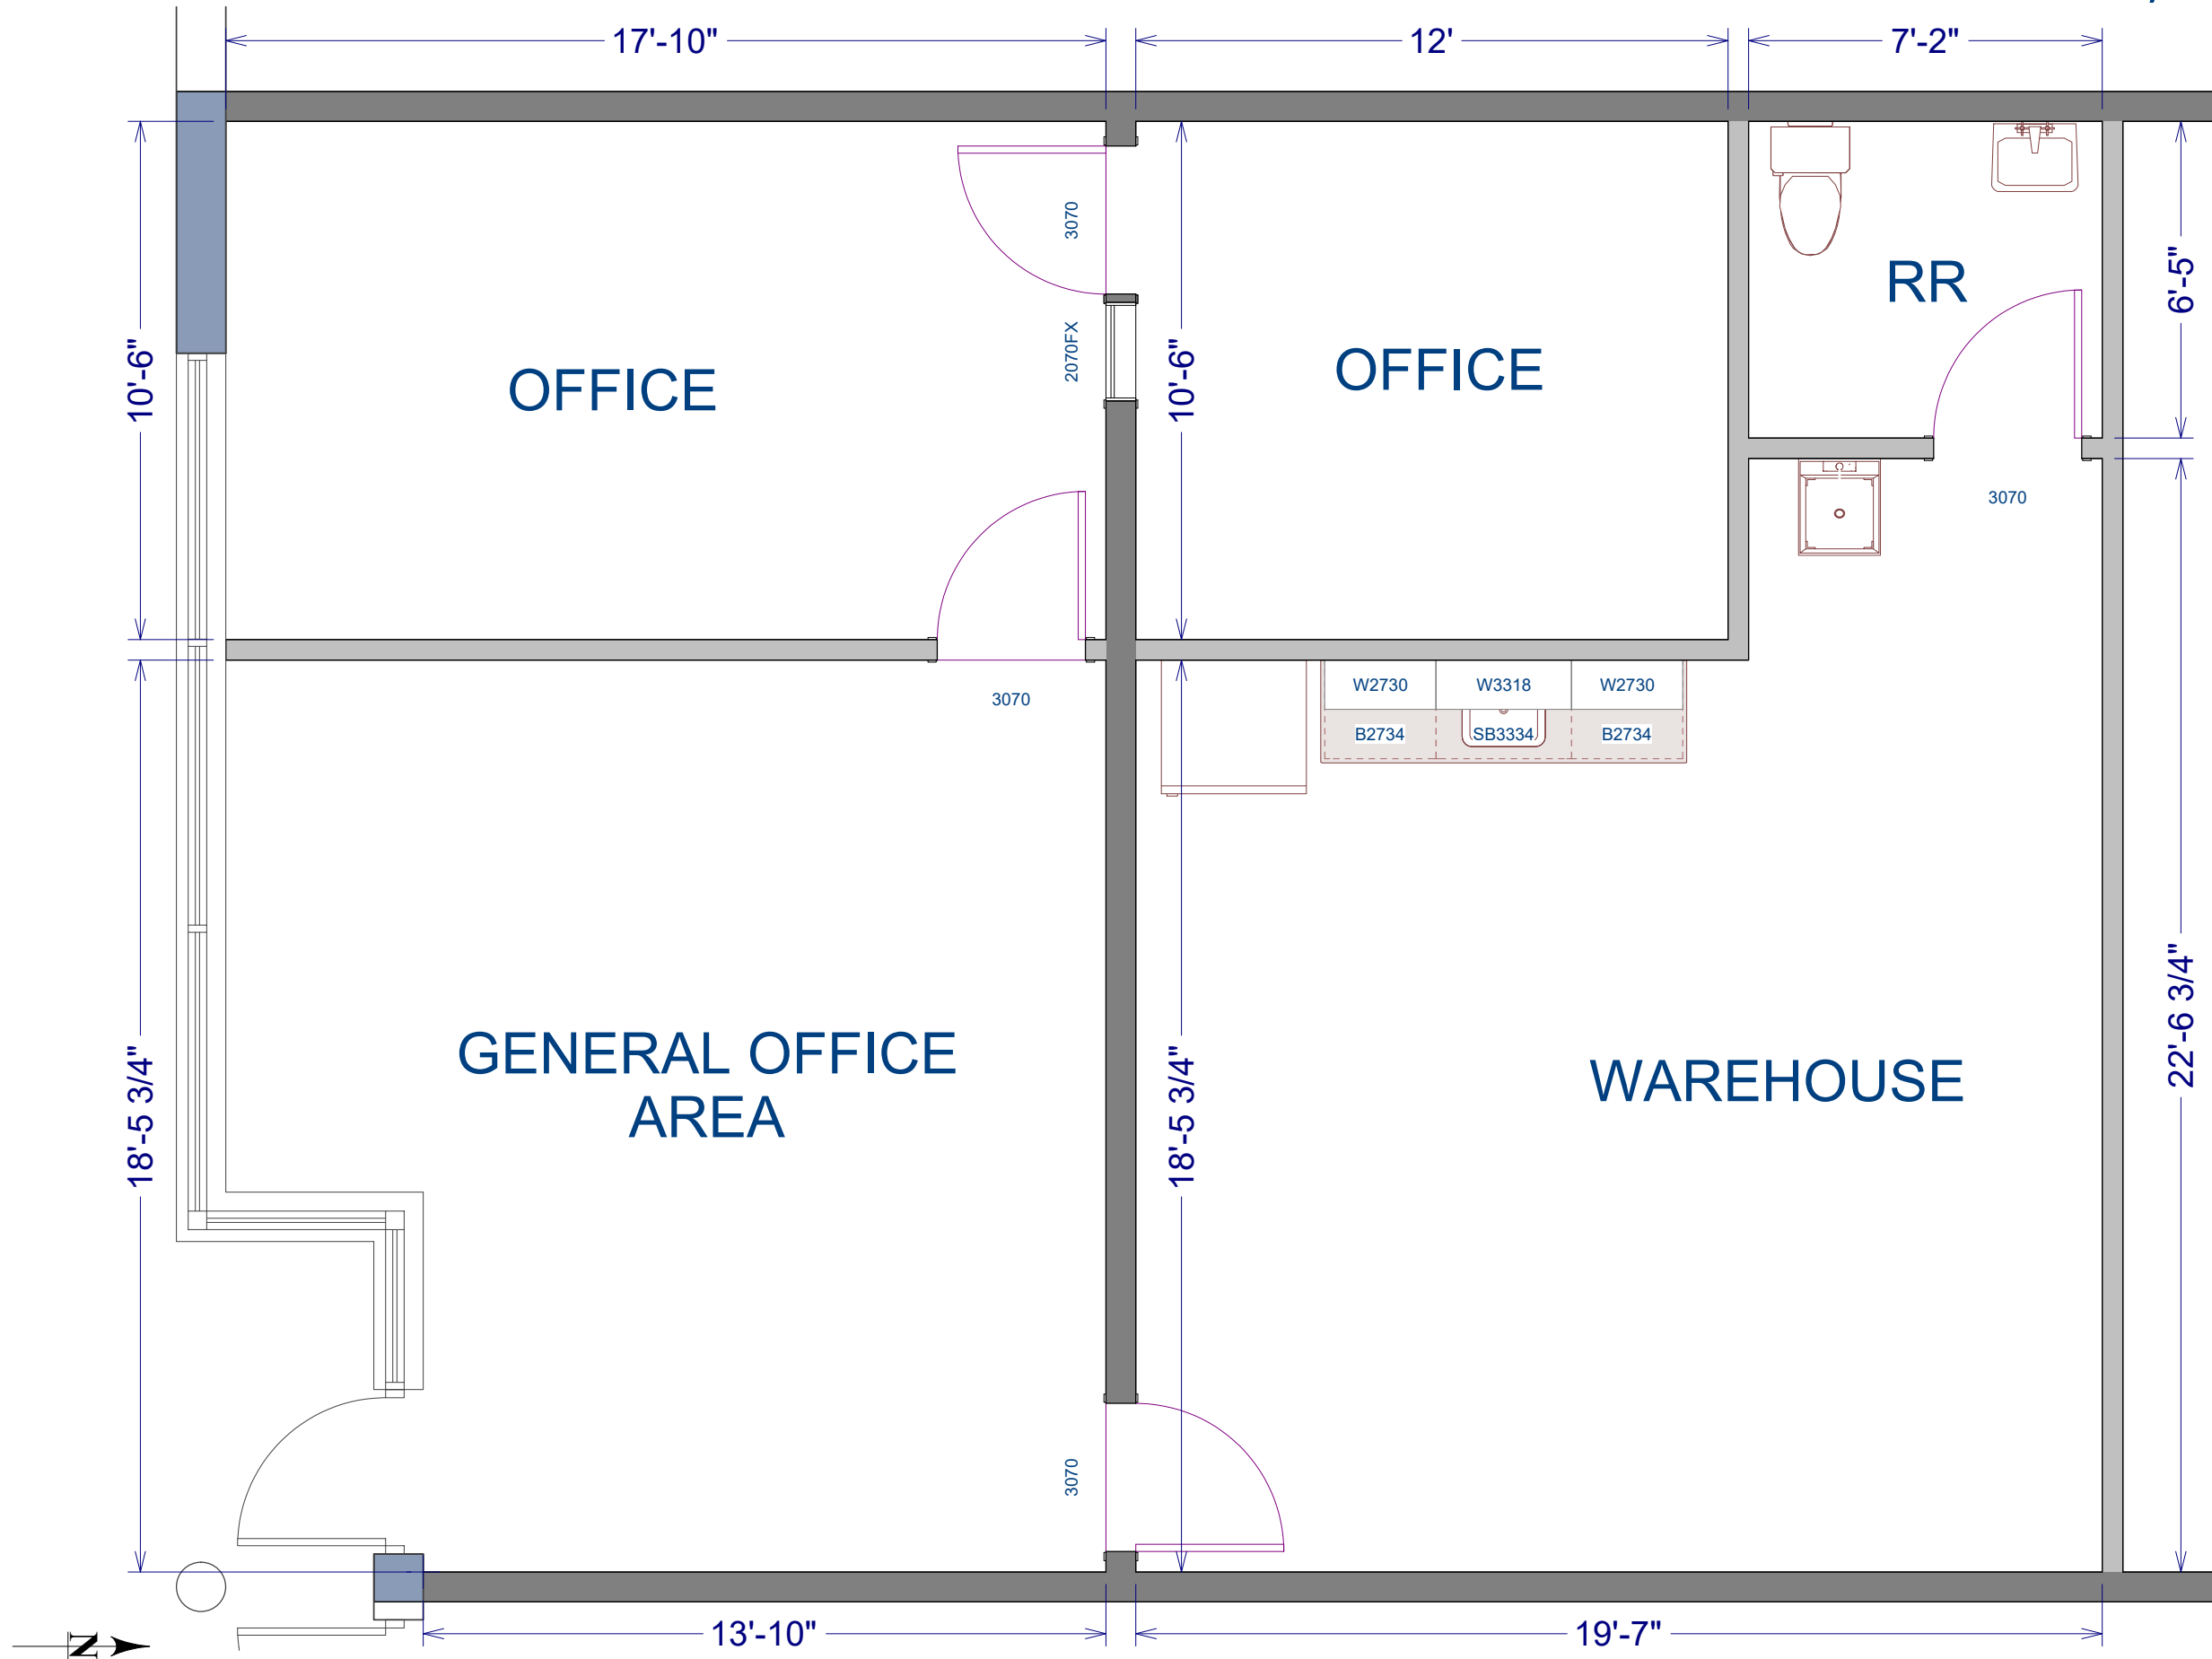 17'-10"
12'
7'-2"
3070
6'-5"
RR
2070FX
10'-6"
OFFICE
10'-6"
OFFICE
3070
3070
W2730
W3318
W2730
B2734
SB3334
B2734
18'-5 3/4"
GENERAL OFFICE
AREA
18'-5 3/4"
WAREHOUSE
22'-6 3/4"
3070
13'-10"
19'-7"
N